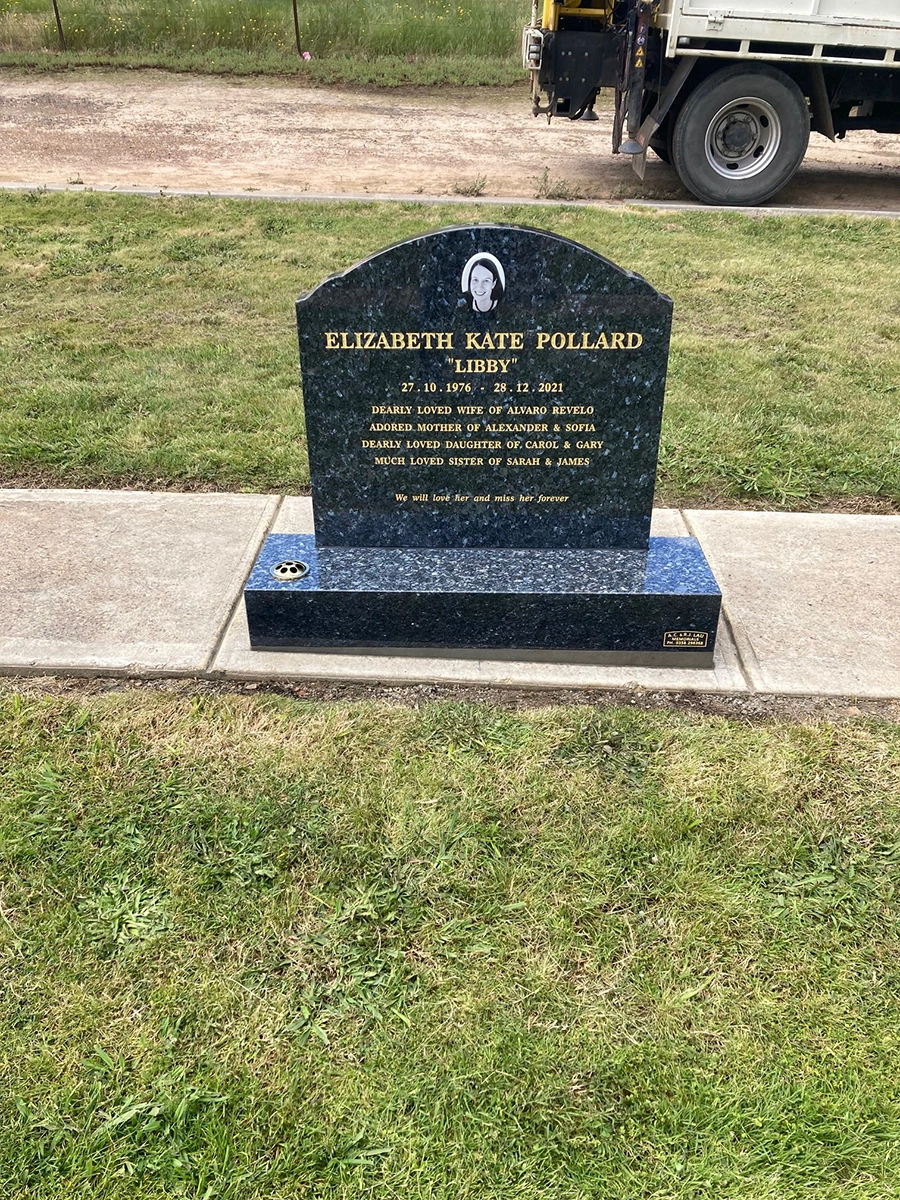 ELIZABETH KATE POLLARD
"LIBBY"
27.10.1976 - 28.12.2021
DEARLY LOVED WIFE OF ALVARO REVELO
ADORED MOTHER OF ALEXANDER & SOFIA
DEARLY LOVED DAUGHTER OF CAROL & GARY
MUCH LOVED SISTER OF SARAH & JAMES
We will love her and miss her forever
A.C. & R.J. LAU
MEMORIALS